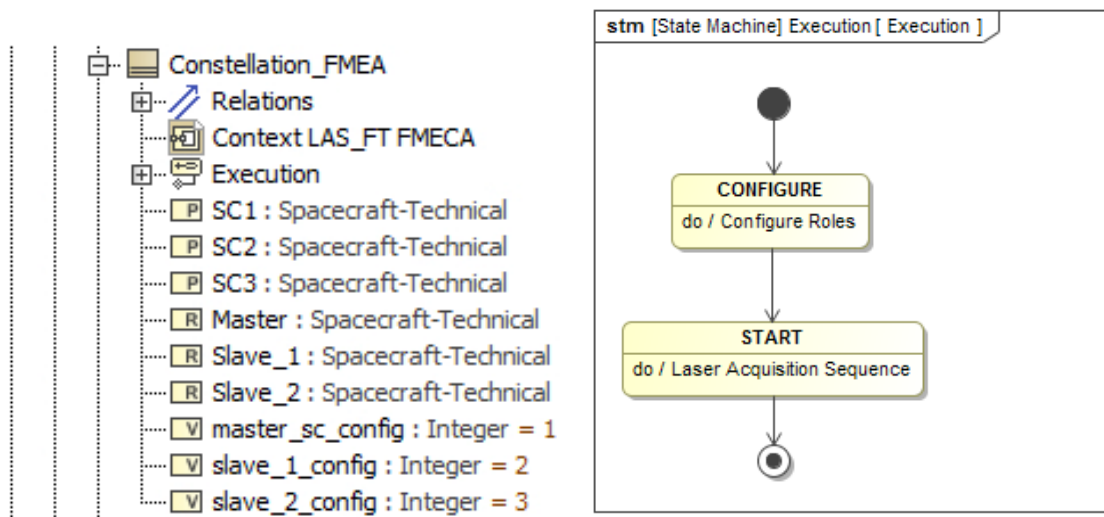 Constellation_FMEA
Relations
Context LAS_FT FMECA
Execution
P SC1 : Spacecraft-Technical
P SC2 : Spacecraft-Technical
P SC3 : Spacecraft-Technical
R Master : Spacecraft-Technical
R Slave_1 : Spacecraft-Technical
R Slave_2 : Spacecraft-Technical
V master_sc_config : Integer = 1
V slave_1_config : Integer = 2
V slave_2_config : Integer = 3
stm [State Machine] Execution [ Execution ]
CONFIGURE
do / Configure Roles
START
do / Laser Acquisition Sequence